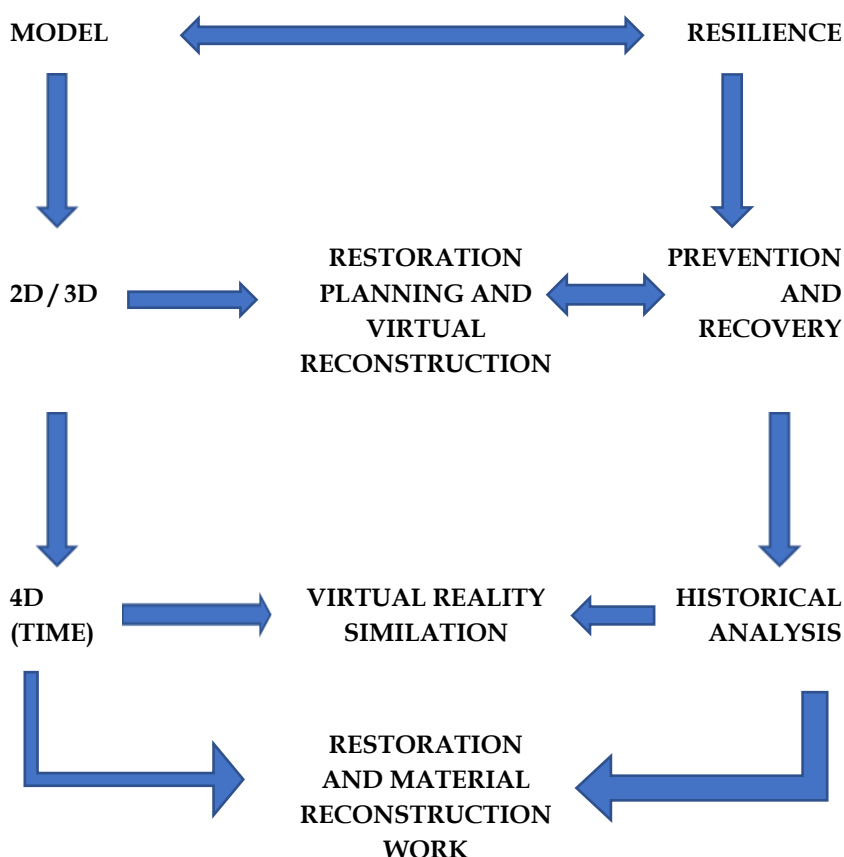 MODEL
RESILIENCE
2D / 3D
RESTORATION
PLANNING AND
VIRTUAL
RECONSTRUCTION
PREVENTION
AND
RECOVERY
4D
(TIME)
VIRTUAL REALITY
SIMILATION
HISTORICAL
ANALYSIS
RESTORATION
AND MATERIAL
RECONSTRUCTION
WORK